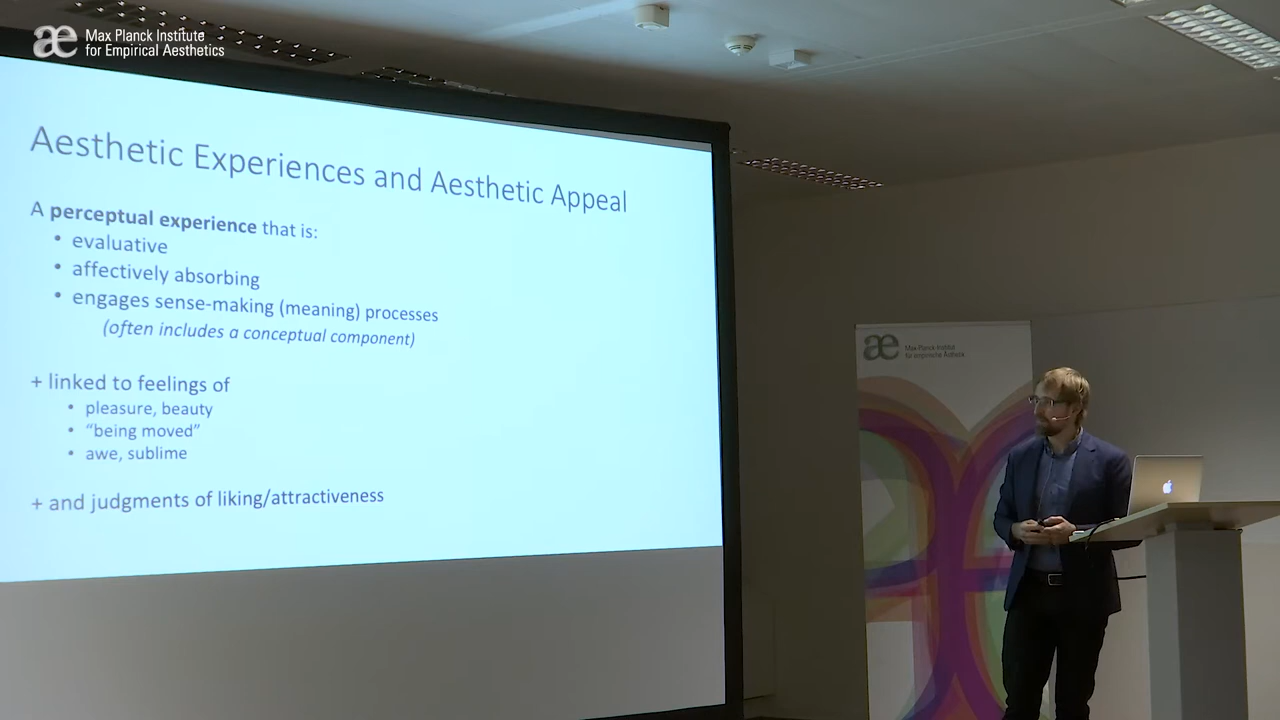 æ Max Planck Institute
for Empirical Aesthetics
Aesthetic Experiences and Aesthetic Appeal
A perceptual experience that is:
• evaluative
• affectively absorbing
• engages sense-making (meaning) processes
(often includes a conceptual component)
+ linked to feelings of
• pleasure, beauty
• “being moved”
• awe, sublime
+ and judgments of liking/attractiveness
æ Max-Planck-Institut
für empirische Ästhetik